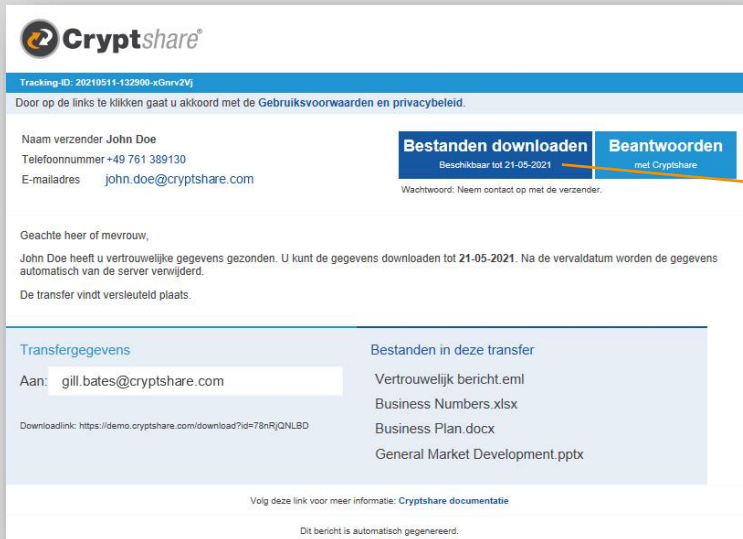 Cryptshare®
Tracking-ID: 20210511-132900-xGnrv2Vj
Door op de links te klikken gaat u akkoord met de Gebruiksvoorwaarden en privacybeleid.
Naam verzender John Doe
Telefoonnummer +49 761 389130
E-mailadres john.doe@cryptshare.com
Bestanden downloaden
Beschikbaar tot 21-05-2021
Beantwoorden
met Cryptshare
Wachtwoord: Neem contact op met de verzender.
Geachte heer of mevrouw,
John Doe heeft u vertrouwelijke gegevens gezonden. U kunt de gegevens downloaden tot 21-05-2021. Na de vervaldatum worden de gegevens
automatisch van de server verwijderd.
De transfer vindt versleuteld plaats.
Transfergegevens
Aan: gill.bates@cryptshare.com
Downloadlink: https://demo.cryptshare.com/download?id=78nRjQNLBD
Bestanden in deze transfer
Vertrouwelijk bericht.eml
Business Numbers.xlsx
Business Plan.docx
General Market Development.pptx
Volg deze link voor meer informatie: Cryptshare documentatie
Dit bericht is automatisch gegenereerd.